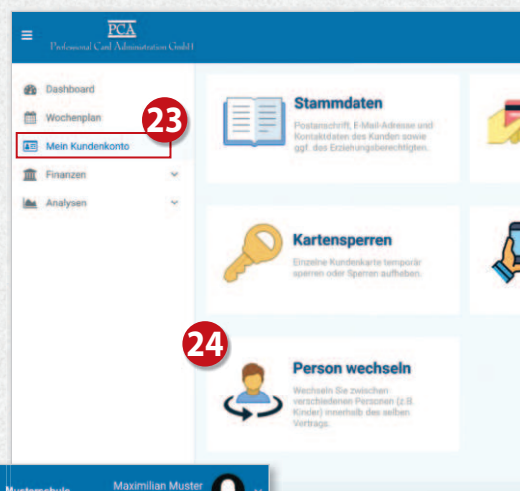 PCA
Professional Card Administration GmbH
Dashboard
Wochenplan
23
Mein Kundenkonto
Finanzen
Analysen
Stammdaten
Postanschrift, E-Mail-Adresse und
Kontaktdaten des Kunden sowie
ggf. des Erziehungsberechtigten.
Kartensperren
Einzelne Kundenkarte temporär
sperren oder Sperren aufheben.
24
Person wechseln
Wechseln Sie zwischen
verschiedenen Personen (z.B.
Kinder) innerhalb des selben
Vertrags.
Musterschule
Maximilian Muster